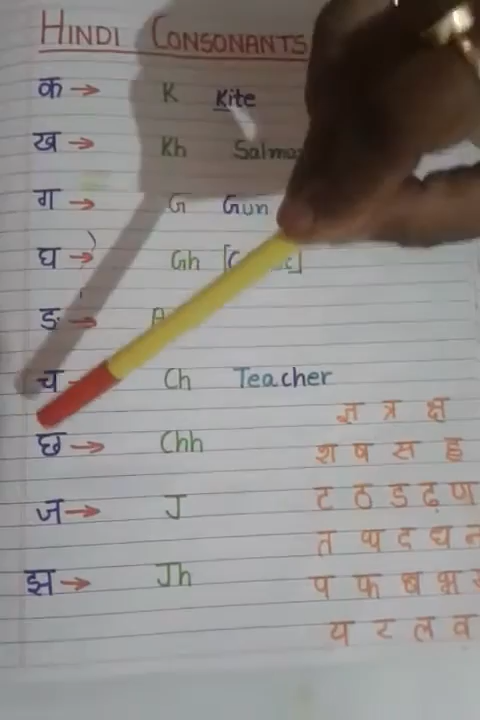 HINDI CONSONANTS
क → K Kite
ख → Kh
ग → G Gun
घ → Gh
ङ →
च → Ch Teacher
छ → Chh
ज → J
झ → Jh
ज्ञ त्र क्ष
श ष स ह
ट ठ ड ढ़ ण
त थ द ध न
प फ ब भ
य र ल व